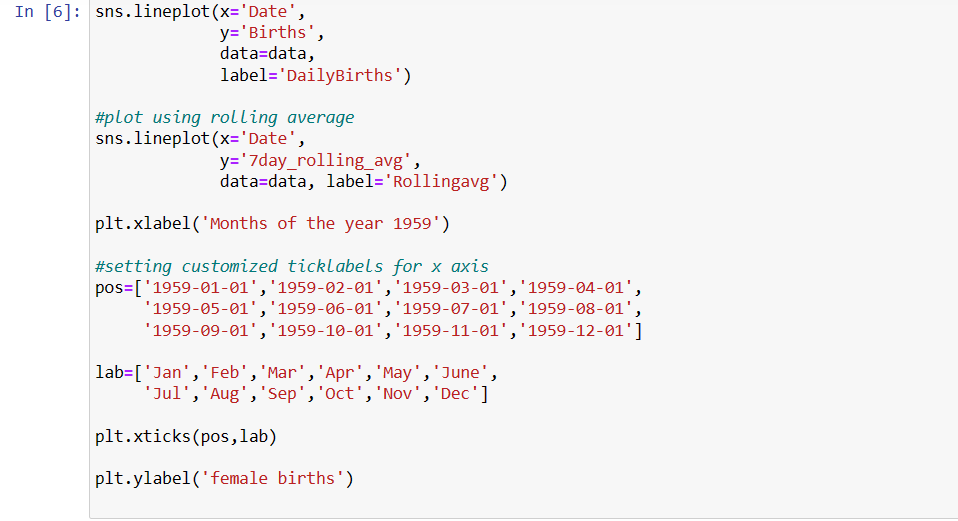 In [6]: sns.lineplot(x='Date',
y='Births',
data=data,
label='DailyBirths')
#plot using rolling average
sns.lineplot(x='Date',
y='7day_rolling_avg',
data=data, label='Rollingavg')
plt.xlabel('Months of the year 1959')
#setting customized ticklabels for x axis
pos=['1959-01-01','1959-02-01','1959-03-01','1959-04-01',
'1959-05-01','1959-06-01','1959-07-01','1959-08-01',
'1959-09-01','1959-10-01','1959-11-01','1959-12-01']
lab=['Jan','Feb','Mar','Apr','May','June',
'Jul','Aug','Sep','Oct','Nov','Dec']
plt.xticks(pos,lab)
plt.ylabel('female births')